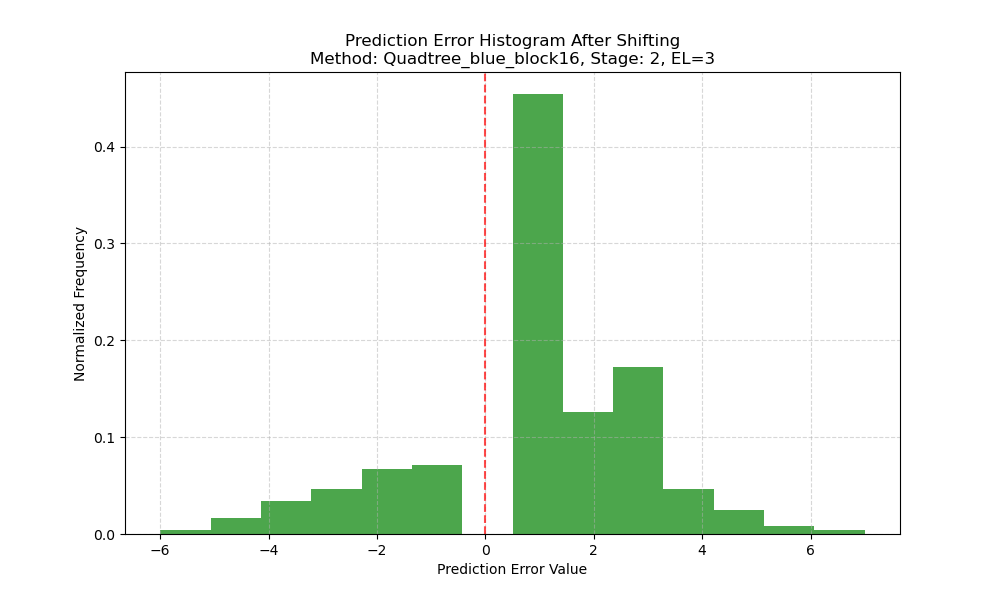 Prediction Error Histogram After Shifting
Method: Quadtree_blue_block16, Stage: 2, EL=3
Normalized Frequency
0.4
0.3
0.2
0.1
0.0
−6 −4 −2 0 2 4 6
Prediction Error Value